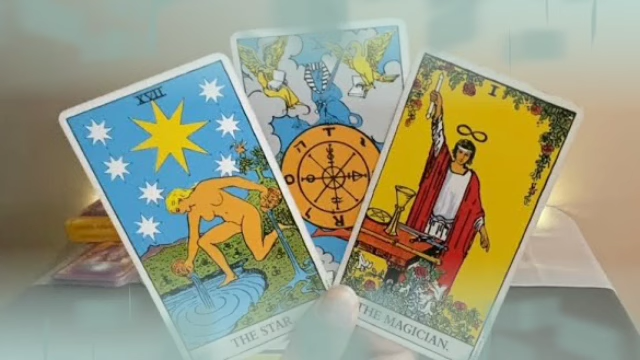 XVII
THE STAR
T
A
R
I
THE MAGICIAN.